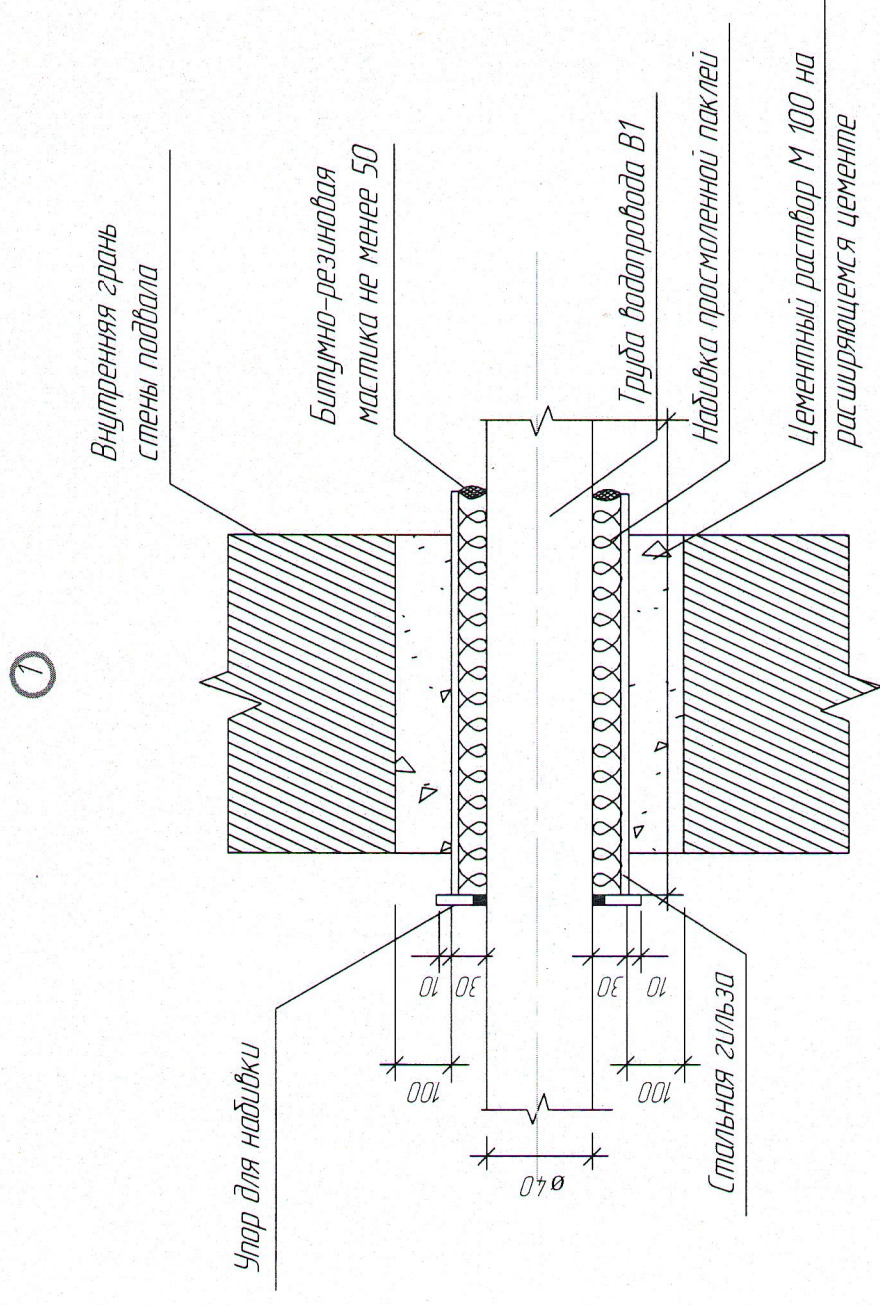 1
Внутренняя грань
стены подвала
Битумно-резиновая
мастика не менее 50
Труба водопровода В1
Набивка просмоленной паклей
Цементный раствор М 100 на
расширяющемся цементе
Упор для набивки
Стальная гильза
100
10
30
ø40
30
10
100